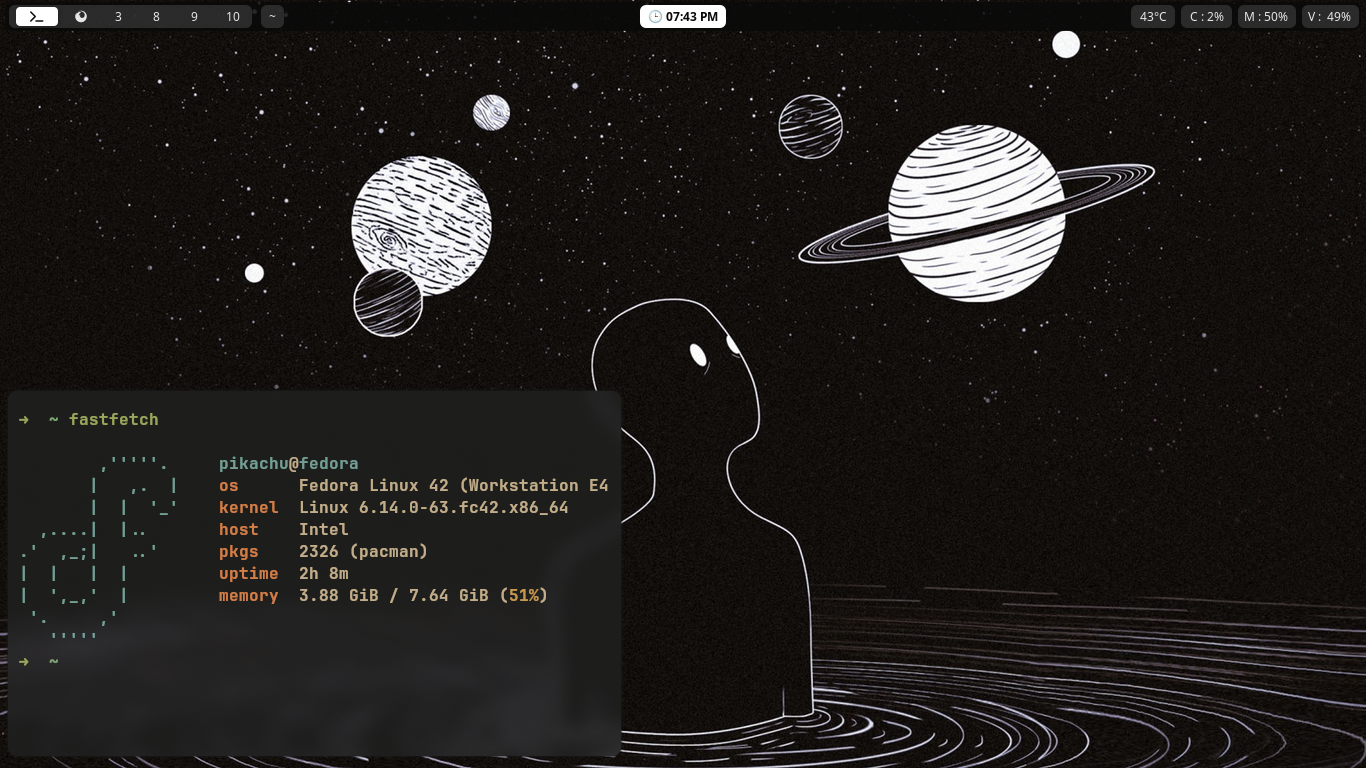 3 8 9 10 ~ 07:43 PM 43°C C : 2% M : 50% V : 49%
➜ ~ fastfetch
pikachu@fedora
os Fedora Linux 42 (Workstation E4
kernel Linux 6.14.0-63.fc42.x86_64
host Intel
pkgs 2326 (pacman)
uptime 2h 8m
memory 3.88 GiB / 7.64 GiB (51%)
➜ ~